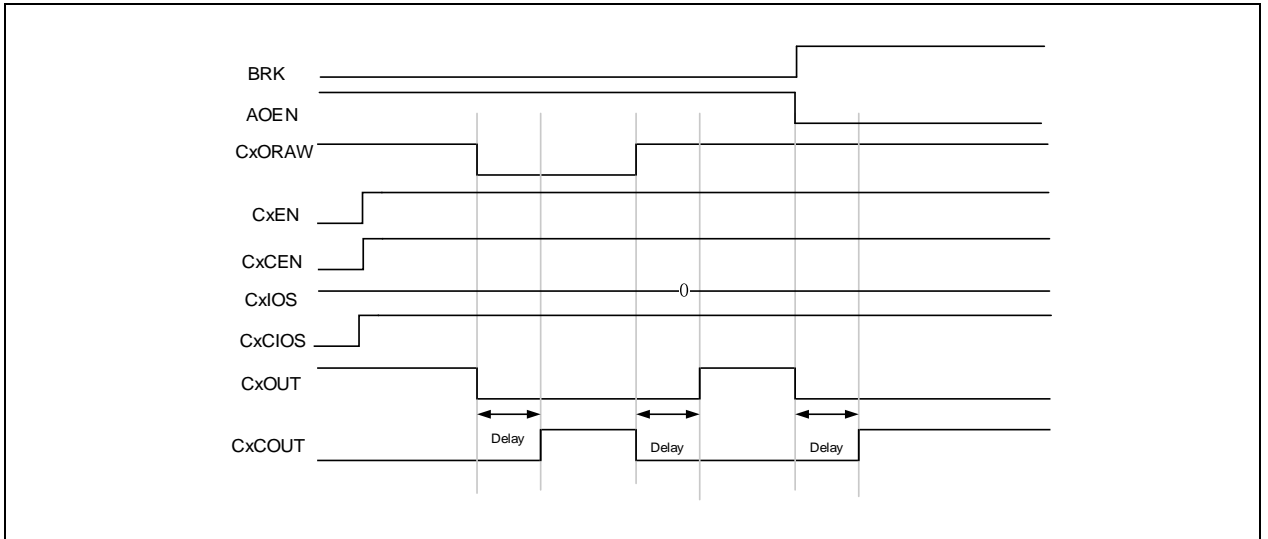 BRK
AOEN
CxORAW
CxEN
CxCEN
CxIOS
0
CxCIOS
CxOUT
Delay
Delay
Delay
CxCOUT